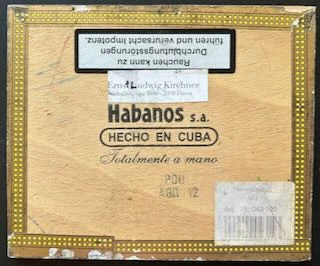 Rauchen kann zu
Durchblutungsstörungen
führen und verursacht Impotenz.
Ernst Ludwig Kirchner
Habanos s.a.
HECHO EN CUBA
Totalmente a mano
POU
AGO 12